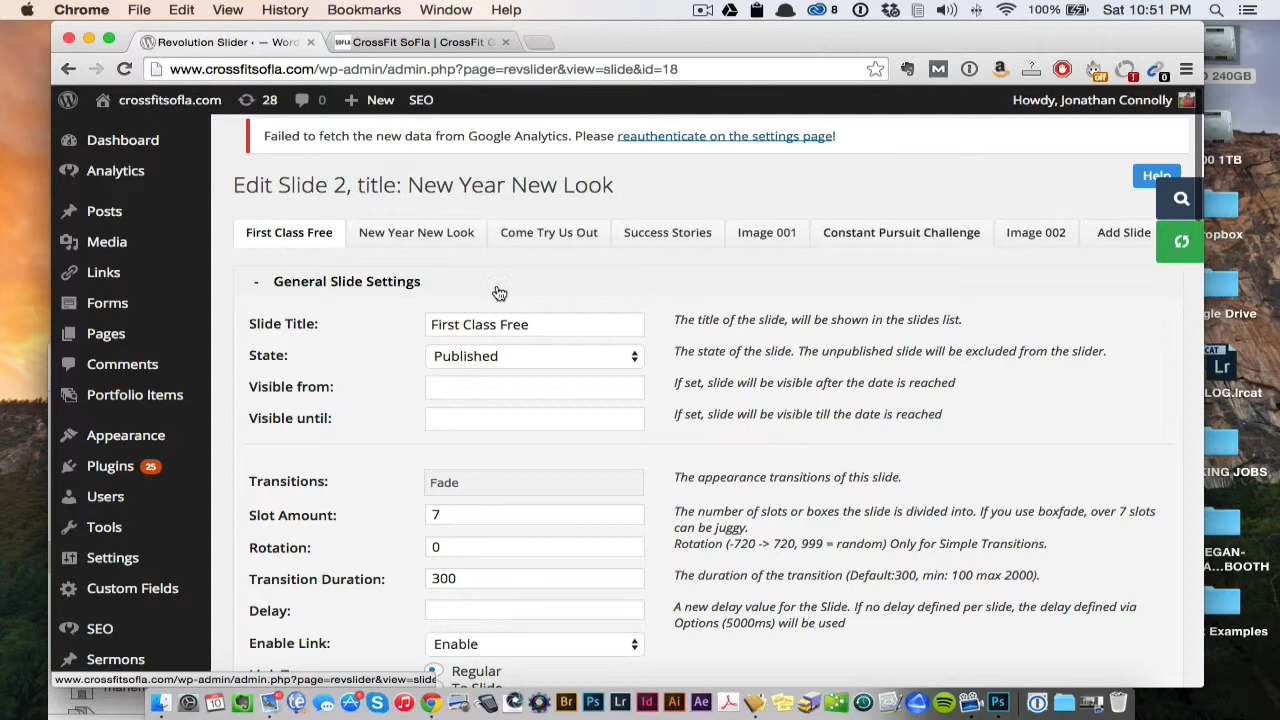 Chrome File Edit View History Bookmarks Window Help 8 100% Sat 10:51 PM
Revolution Slider ‹ — Wor × SOFLA CrossFit SoFla | CrossFit ×
www.crossfitsofla.com/wp-admin/admin.php?page=revslider&view=slide&id=18
crossfitsofla.com 28 0 New SEO Howdy, Jonathan Connolly
Failed to fetch the new data from Google Analytics. Please reauthenticate on the settings page!
Dashboard
Analytics
Posts
Media
Links
Forms
Pages
Comments
Portfolio Items
Appearance
Plugins 25
Users
Tools
Settings
Custom Fields
SEO
Sermons
Edit Slide 2, title: New Year New Look
Help
First Class Free New Year New Look Come Try Us Out Success Stories Image 001 Constant Pursuit Challenge Image 002 Add Slide
- General Slide Settings
Slide Title: First Class Free The title of the slide, will be shown in the slides list.
State: Published The state of the slide. The unpublished slide will be excluded from the slider.
Visible from: If set, slide will be visible after the date is reached
Visible until: If set, slide will be visible till the date is reached
Transitions: Fade The appearance transitions of this slide.
Slot Amount: 7 The number of slots or boxes the slide is divided into. If you use boxfade, over 7 slots
can be juggy.
Rotation: 0 Rotation (-720 -> 720, 999 = random) Only for Simple Transitions.
Transition Duration: 300 The duration of the transition (Default:300, min: 100 max 2000).
Delay: A new delay value for the Slide. If no delay defined per slide, the delay defined via
Options (5000ms) will be used
Enable Link: Enable
Regular
www.crossfitsofla.com/wp-admin/admin.php?page=revslider&view=slide
D 240GB
00 1TB
ropbox
gle Drive
LOG.lrcat
KING JOBS
EGAN-
A...BOOTH
Examples